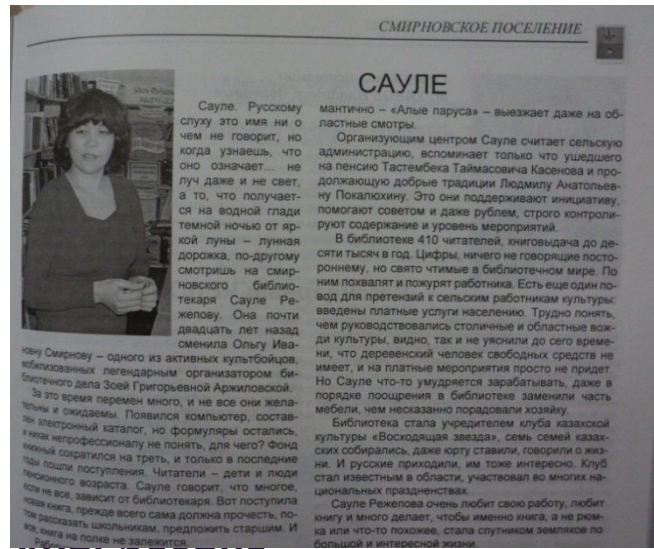 СМИРНОВСКОЕ ПОСЕЛЕНИЕ
САУЛЕ
Сауле. Русскому
слуху это имя ни о
чем не говорит, но
когда узнаешь, что
оно означает... не
луч даже и не свет,
а то, что получает-
ся на водной глади
темной ночью от яр-
кой луны – лунная
дорожка, по-другому
смотришь на смир-
новского библио-
текаря Сауле Ре-
жепову. Она почти
двадцать лет назад
сменила Ольгу Ива-
новну Смирнову – одного из активных культбойцов,
мобилизованных легендарным организатором би-
блиотечного дела Зоей Григорьевной Аржиловской.
За это время перемен много, и не все они жела-
тельны и ожидаемы. Появился компьютер, состав-
лен электронный каталог, но формуляры остались,
и никак непрофессионалу не понять, для чего? Фонд
книжный сократился на треть, и только в последние
годы пошли поступления. Читатели – дети и люди
пенсионного возраста. Сауле говорит, что многое,
если не все, зависит от библиотекаря. Вот поступила
новая книга, прежде всего сама должна прочесть, по-
том рассказать школьникам, предложить старшим. И
все, книга на полке не залежится.
мантично – «Алые паруса» – выезжает даже на об-
ластные смотры.
Организующим центром Сауле считает сельскую
администрацию, вспоминает только что ушедшего
на пенсию Тастембека Таймасовича Касенова и про-
должающую добрые традиции Людмилу Анатольев-
ну Покалюхину. Это они поддерживают инициативу,
помогают советом и даже рублем, строго контроли-
руют содержание и уровень мероприятий.
В библиотеке 410 читателей, книговыдача до де-
сяти тысяч в год. Цифры, ничего не говорящие посто-
роннему, но свято чтимые в библиотечном мире. По
ним похвалят и пожурят работника. Есть еще один по-
вод для претензий к сельским работникам культуры:
введены платные услуги населению. Трудно понять,
чем руководствовались столичные и областные вож-
ди культуры, видно, так и не уяснили до сего време-
ни, что деревенский человек свободных средств не
имеет, и на платные мероприятия просто не придет.
Но Сауле что-то умудряется зарабатывать, даже в
порядке поощрения в библиотеке заменили часть
мебели, чем несказанно порадовали хозяйку.
Библиотека стала учредителем клуба казахской
культуры «Восходящая звезда», семь семей казах-
ских собирались, даже юрту ставили, говорили о жиз-
ни. И русские приходили, им тоже интересно. Клуб
стал известным в области, участвовал во многих на-
циональных праздненствах.
Сауле Режепова очень любит свою работу, любит
книгу и много делает, чтобы именно книга, а не рюм-
ка или что-то похожее, стала спутником земляков по
большой и интересной жизни.